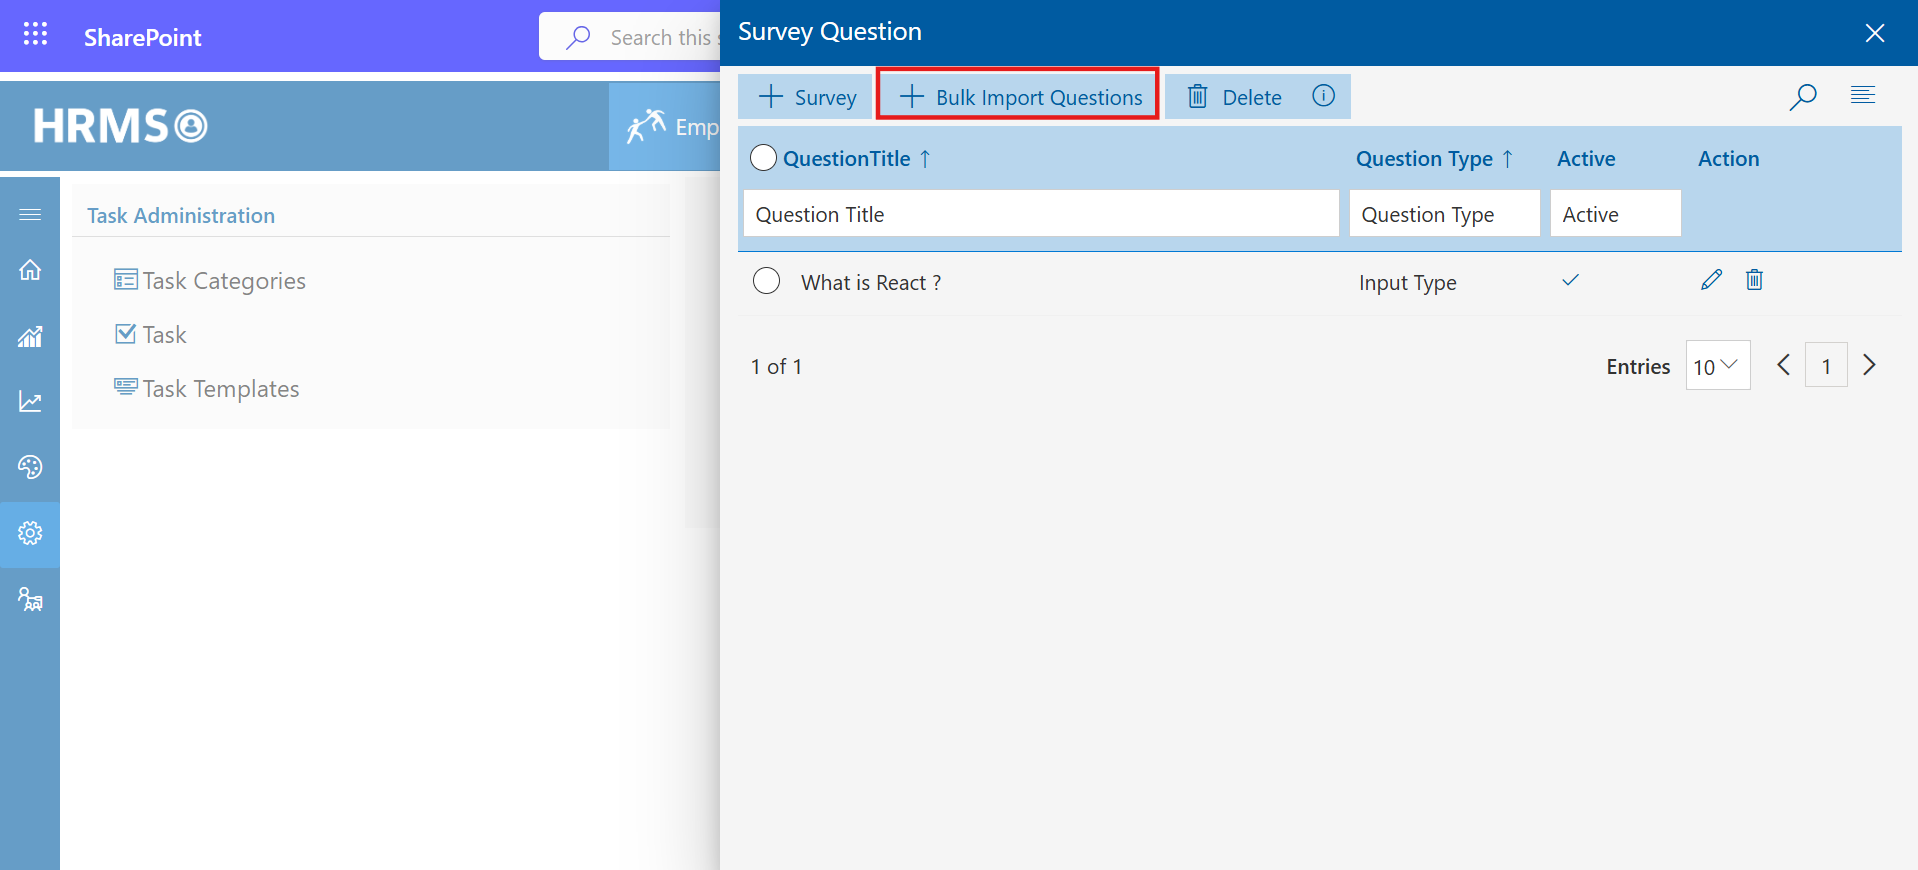 SharePoint
Search this
HRMS
Emp
Task Administration
Task Categories
Task
Task Templates
Survey Question
Survey
Bulk Import Questions
Delete
QuestionTitle ↑ Question Type ↑ Active Action
Question Title Question Type Active
What is React ? Input Type
1 of 1
Entries 10 1